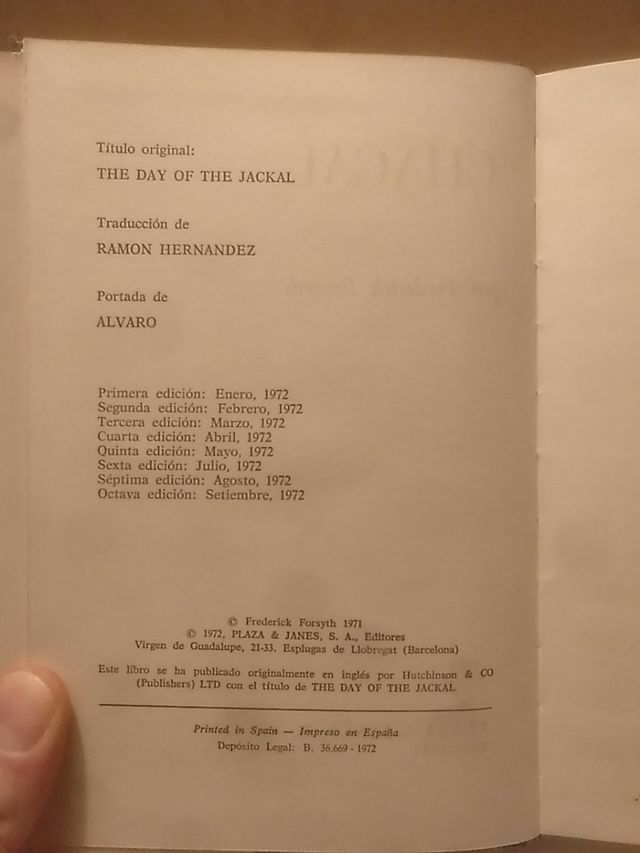 Título original:
THE DAY OF THE JACKAL
Traducción de
RAMON HERNANDEZ
Portada de
ALVARO
Primera edición: Enero, 1972
Segunda edición: Febrero, 1972
Tercera edición: Marzo, 1972
Cuarta edición: Abril, 1972
Quinta edición: Mayo, 1972
Sexta edición: Julio, 1972
Séptima edición: Agosto, 1972
Octava edición: Setiembre, 1972
© Frederick Forsyth 1971
© 1972, PLAZA & JANES, S. A., Editores
Virgen de Guadalupe, 21-33. Esplugas de Llobregat (Barcelona)
Este libro se ha publicado originalmente en inglés por Hutchinson & CO
(Publishers) LTD con el título de THE DAY OF THE JACKAL
Printed in Spain — Impreso en España
Depósito Legal: B. 36.669 - 1972